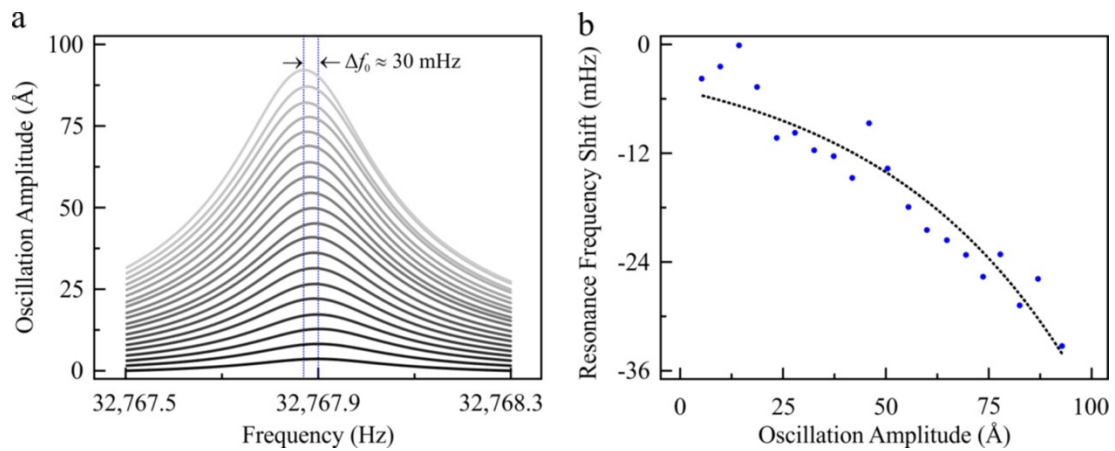 a
100
75
50
25
0
Oscillation Amplitude (Å)
→ ← Δf₀ ≈ 30 mHz
32,767.5 32,767.9 32,768.3
Frequency (Hz)
b
0
-12
-24
-36
Resonance Frequency Shift (mHz)
0 25 50 75 100
Oscillation Amplitude (Å)